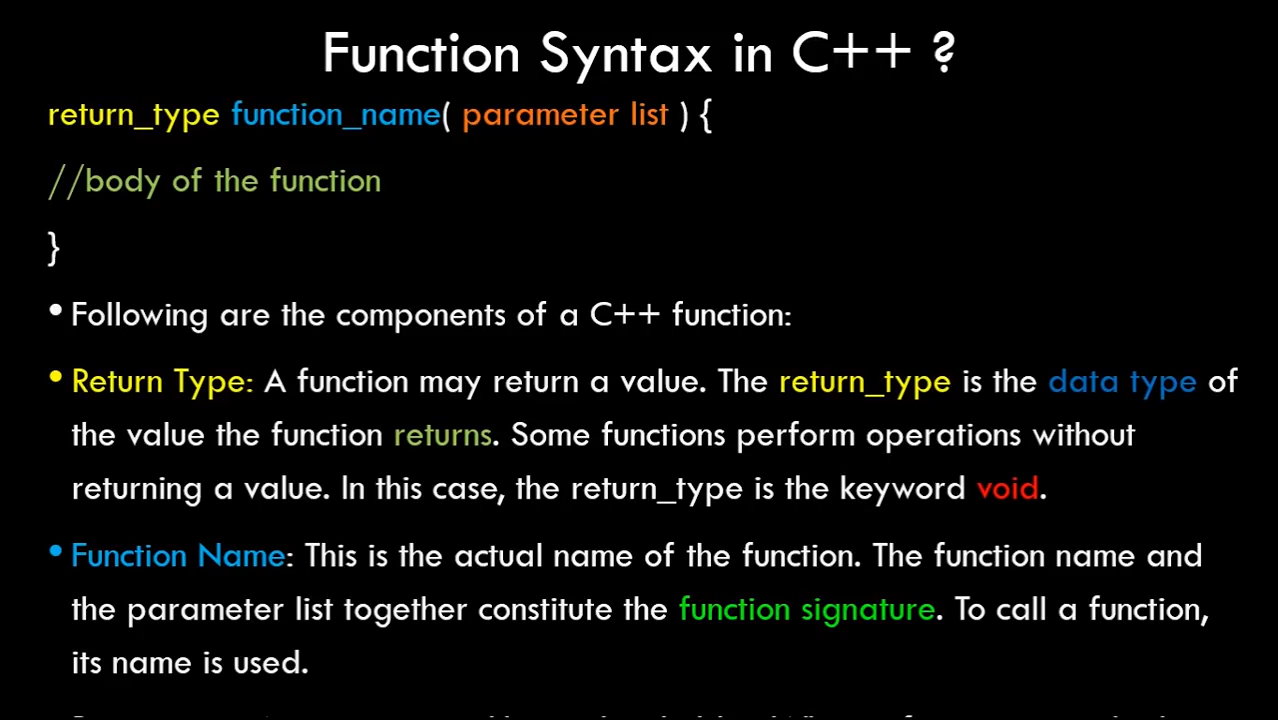 Function Syntax in C++ ?
return_type function_name( parameter list ) {
//body of the function
}
• Following are the components of a C++ function:
• Return Type: A function may return a value. The return_type is the data type of
the value the function returns. Some functions perform operations without
returning a value. In this case, the return_type is the keyword void.
• Function Name: This is the actual name of the function. The function name and
the parameter list together constitute the function signature. To call a function,
its name is used.